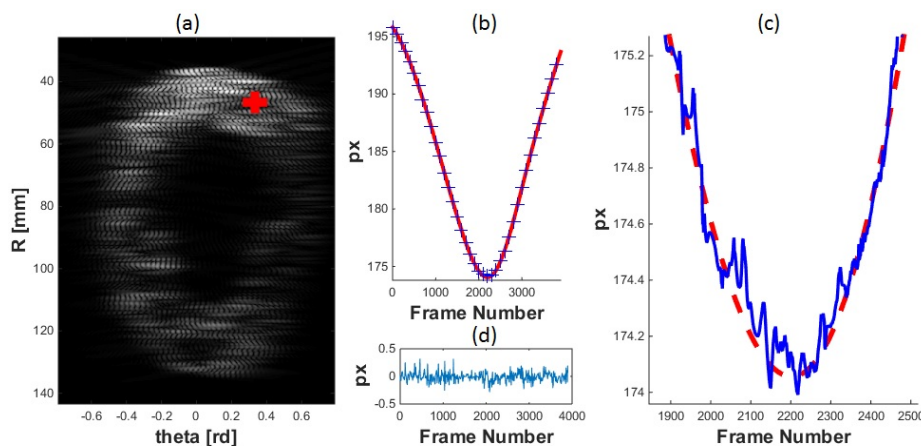 (a)
40
60
80
100
120
140
R [mm]
-0.6 -0.4 -0.2 0 0.2 0.4 0.6
theta [rd]
(b)
195
190
185
180
175
px
0 1000 2000 3000
Frame Number
(d)
0.5
0
-0.5
px
0 1000 2000 3000 4000
Frame Number
(c)
175.2
175
174.8
174.6
174.4
174.2
174
px
1900 2000 2100 2200 2300 2400 2500
Frame Number